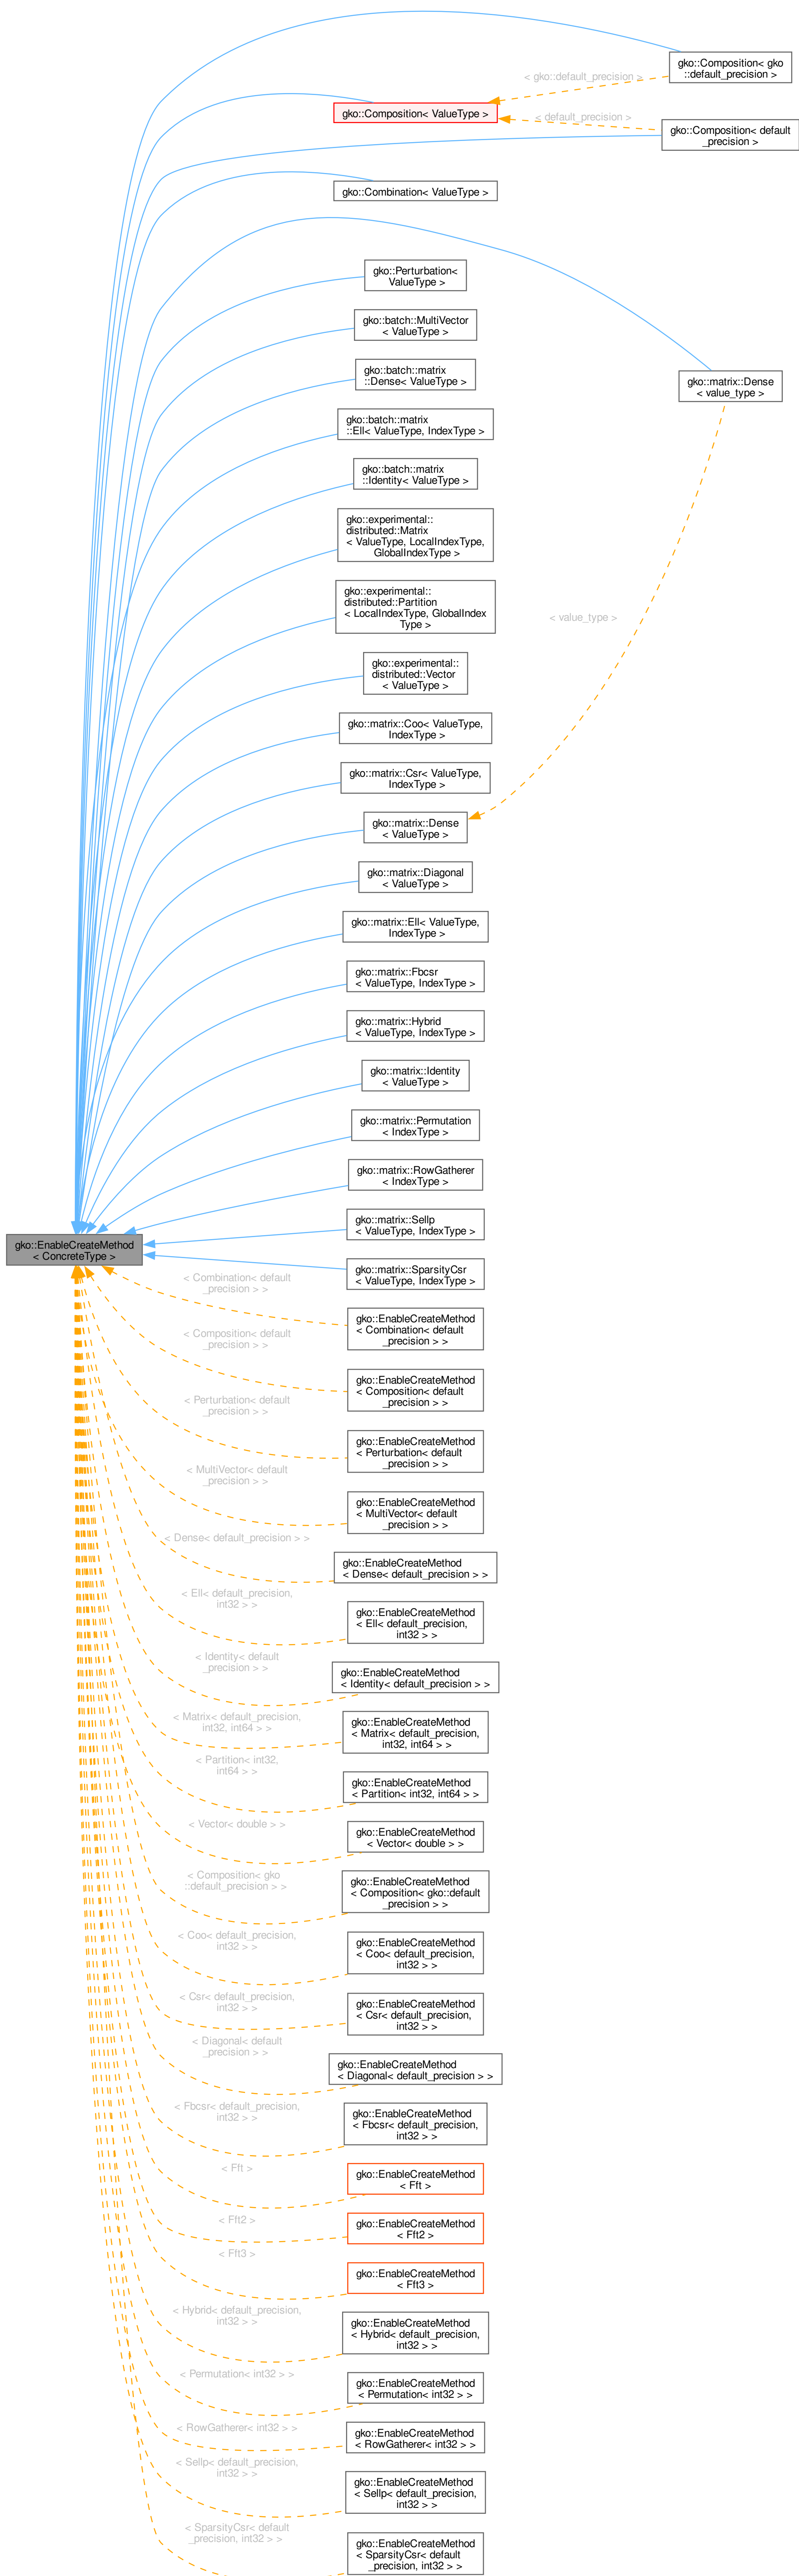 gko::Composition< gko
::default_precision >
< gko::default_precision >
gko::Composition< ValueType >
< default_precision >
gko::Composition< default
_precision >
gko::Combination< ValueType >
gko::Perturbation<
ValueType >
gko::batch::MultiVector
< ValueType >
gko::batch::matrix
::Dense< ValueType >
gko::matrix::Dense
< value_type >
gko::batch::matrix
::Ell< ValueType, IndexType >
gko::batch::matrix
::Identity< ValueType >
gko::experimental::
distributed::Matrix
< ValueType, LocalIndexType,
GlobalIndexType >
gko::experimental::
distributed::Partition
< LocalIndexType, GlobalIndex
Type >
< value_type >
gko::experimental::
distributed::Vector
< ValueType >
gko::matrix::Coo< ValueType,
IndexType >
gko::matrix::Csr< ValueType,
IndexType >
gko::matrix::Dense
< ValueType >
gko::matrix::Diagonal
< ValueType >
gko::matrix::Ell< ValueType,
IndexType >
gko::matrix::Fbcsr
< ValueType, IndexType >
gko::matrix::Hybrid
< ValueType, IndexType >
gko::matrix::Identity
< ValueType >
gko::matrix::Permutation
< IndexType >
gko::matrix::RowGatherer
< IndexType >
gko::matrix::Sellp
< ValueType, IndexType >
gko::EnableCreateMethod
< ConcreteType >
gko::matrix::SparsityCsr
< ValueType, IndexType >
< Combination< default
_precision > >
gko::EnableCreateMethod
< Combination< default
_precision > >
< Composition< default
_precision > >
gko::EnableCreateMethod
< Composition< default
_precision > >
< Perturbation< default
_precision > >
gko::EnableCreateMethod
< Perturbation< default
_precision > >
< MultiVector< default
_precision > >
gko::EnableCreateMethod
< MultiVector< default
_precision > >
< Dense< default_precision > >
gko::EnableCreateMethod
< Dense< default_precision > >
< Ell< default_precision,
int32 > >
gko::EnableCreateMethod
< Ell< default_precision,
int32 > >
< Identity< default
_precision > >
gko::EnableCreateMethod
< Identity< default_precision > >
< Matrix< default_precision,
int32, int64 > >
gko::EnableCreateMethod
< Matrix< default_precision,
int32, int64 > >
< Partition< int32,
int64 > >
gko::EnableCreateMethod
< Partition< int32, int64 > >
< Vector< double > >
gko::EnableCreateMethod
< Vector< double > >
< Composition< gko
::default_precision > >
gko::EnableCreateMethod
< Composition< gko::default
_precision > >
< Coo< default_precision,
int32 > >
gko::EnableCreateMethod
< Coo< default_precision,
int32 > >
< Csr< default_precision,
int32 > >
gko::EnableCreateMethod
< Csr< default_precision,
int32 > >
< Diagonal< default
_precision > >
gko::EnableCreateMethod
< Diagonal< default_precision > >
< Fbcsr< default_precision,
int32 > >
gko::EnableCreateMethod
< Fbcsr< default_precision,
int32 > >
< Fft >
gko::EnableCreateMethod
< Fft >
< Fft2 >
gko::EnableCreateMethod
< Fft2 >
< Fft3 >
gko::EnableCreateMethod
< Fft3 >
< Hybrid< default_precision,
int32 > >
gko::EnableCreateMethod
< Hybrid< default_precision,
int32 > >
< Permutation< int32 > >
gko::EnableCreateMethod
< Permutation< int32 > >
< RowGatherer< int32 > >
gko::EnableCreateMethod
< RowGatherer< int32 > >
< Sellp< default_precision,
int32 > >
gko::EnableCreateMethod
< Sellp< default_precision,
int32 > >
< SparsityCsr< default
_precision, int32 > >
gko::EnableCreateMethod
< SparsityCsr< default
_precision, int32 > >